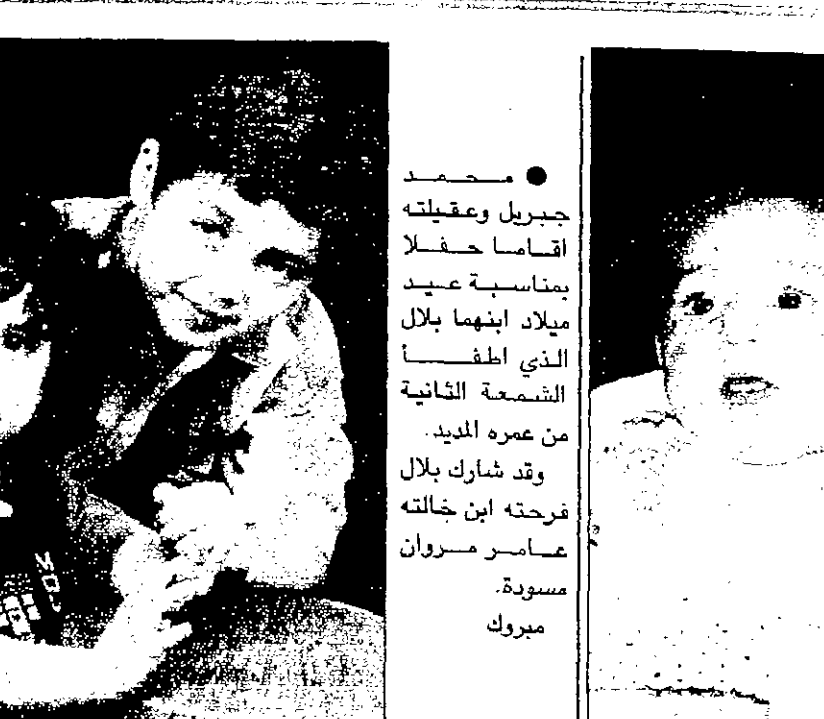 ● محمد
جبريل وعقيلته
اقاما حفلا
بمناسبة عيد
ميلاد ابنهما بلال
الذي اطفأ
الشمعة الثانية
من عمره المديد.
وقد شارك بلال
فرحته ابن خالته
عامر مروان
مسودة.
مبروك